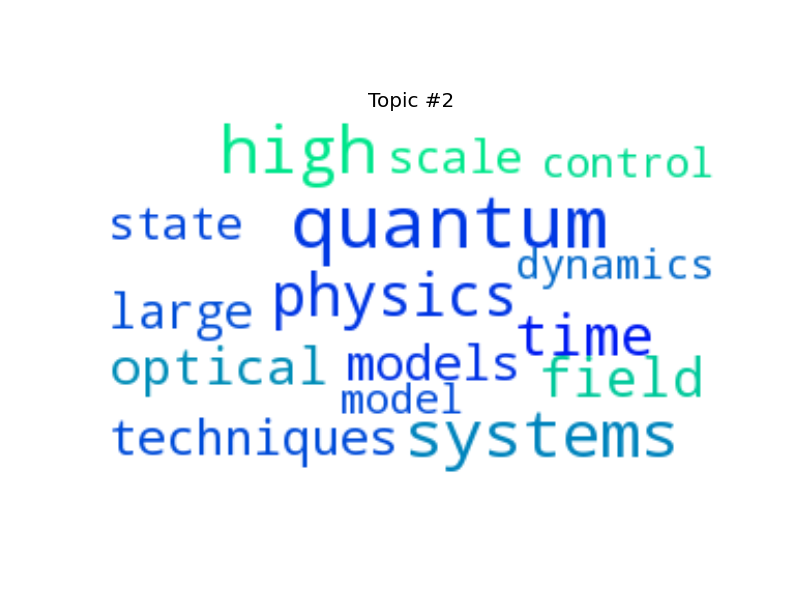 Topic #2
high scale control
state quantum
dynamics
large physics
time
optical models field
model
techniques systems